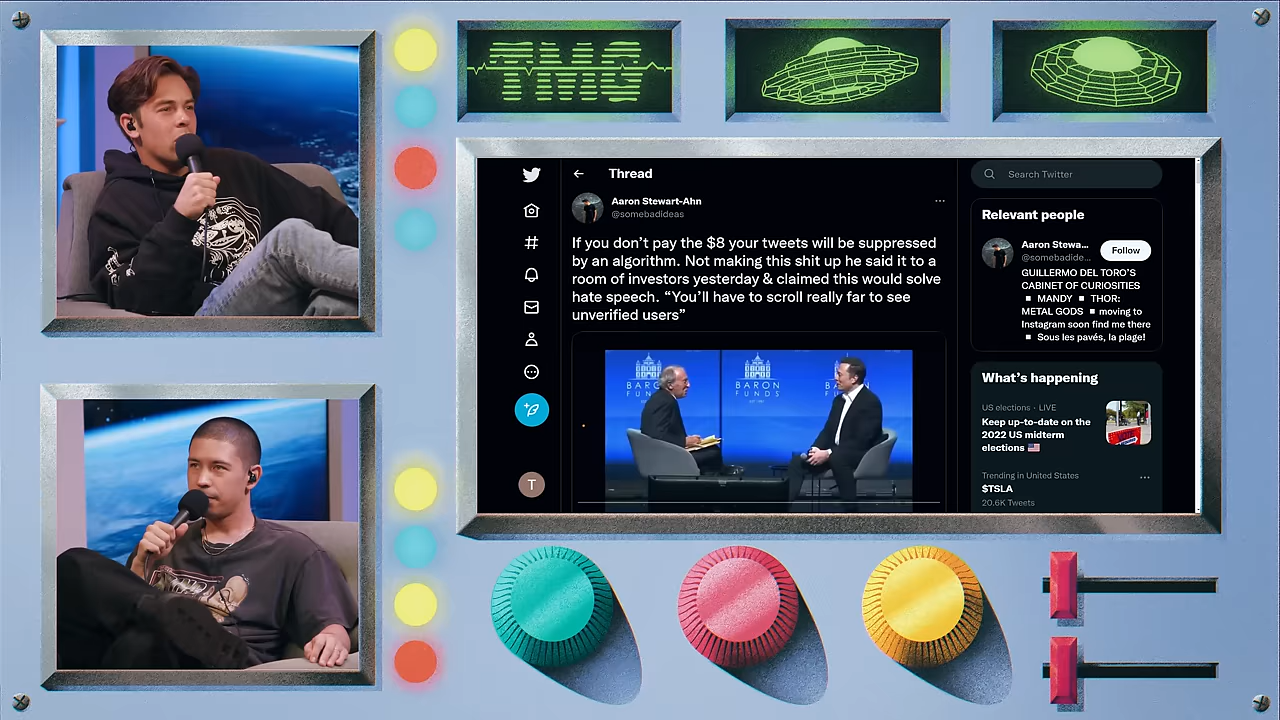 Thread
Aaron Stewart-Ahn
@somebadideas
If you don't pay the $8 your tweets will be suppressed
by an algorithm. Not making this shit up he said it to a
room of investors yesterday & claimed this would solve
hate speech. “You'll have to scroll really far to see
unverified users”
BARON
FUNDS
BARON
FUNDS
T
Search Twitter
Relevant people
Aaron Stewa...
@somebadide...
Follow
GUILLERMO DEL TORO'S
CABINET OF CURIOSITIES
▪ MANDY ▪ THOR:
METAL GODS ▪ moving to
Instagram soon find me there
▪ Sous les pavés, la plage!
What's happening
US elections · LIVE
Keep up-to-date on the
2022 US midterm
elections 🇺🇸
Trending in United States
$TSLA
20.6K Tweets